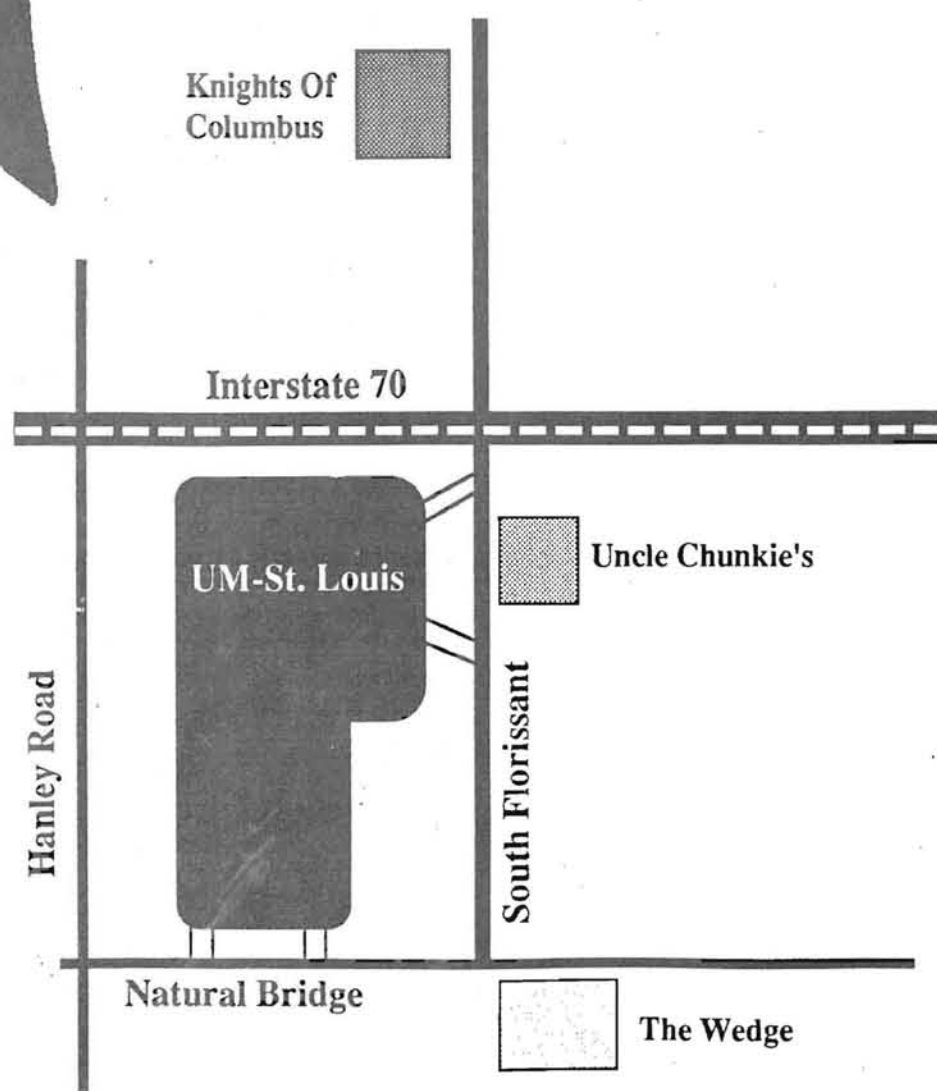 Knights Of
Columbus
Interstate 70
UM-St. Louis
Uncle Chunkie's
Hanley Road
South Florissant
Natural Bridge
The Wedge